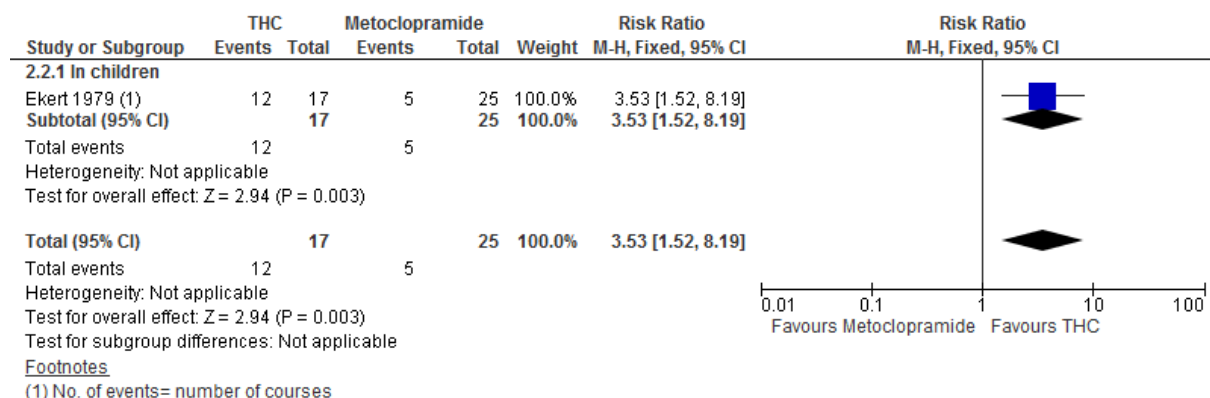 THC Metoclopramide Risk Ratio Risk Ratio
Study or Subgroup Events Total Events Total Weight M-H, Fixed, 95% CI M-H, Fixed, 95% CI
2.2.1 In children
Ekert 1979 (1) 12 17 5 25 100.0% 3.53 [1.52, 8.19]
Subtotal (95% CI) 17 25 100.0% 3.53 [1.52, 8.19]
Total events 12 5
Heterogeneity: Not applicable
Test for overall effect: Z = 2.94 (P = 0.003)
Total (95% CI) 17 25 100.0% 3.53 [1.52, 8.19]
Total events 12 5
Heterogeneity: Not applicable
Test for overall effect: Z = 2.94 (P = 0.003)
Test for subgroup differences: Not applicable
0.01 0.1 1 10 100
Favours Metoclopramide Favours THC
Footnotes
(1) No. of events= number of courses